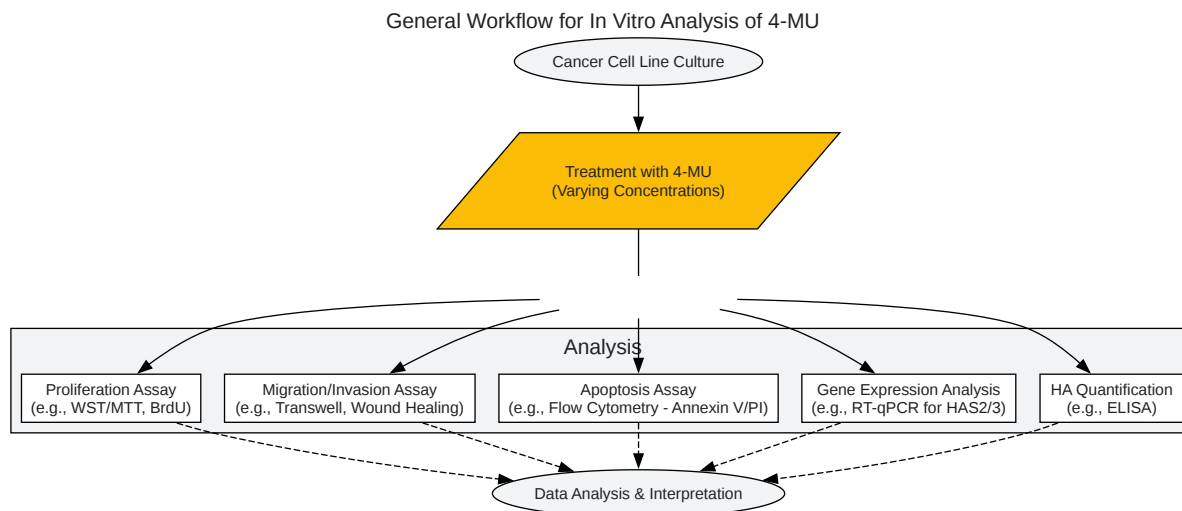 General Workflow for In Vitro Analysis of 4-MU
Cancer Cell Line Culture
Treatment with 4-MU
(Varying Concentrations)
Analysis
Proliferation Assay
(e.g., WST/MTT, BrdU)
Migration/Invasion Assay
(e.g., Transwell, Wound Healing)
Apoptosis Assay
(e.g., Flow Cytometry - Annexin V/PI)
Gene Expression Analysis
(e.g., RT-qPCR for HAS2/3)
HA Quantification
(e.g., ELISA)
Data Analysis & Interpretation